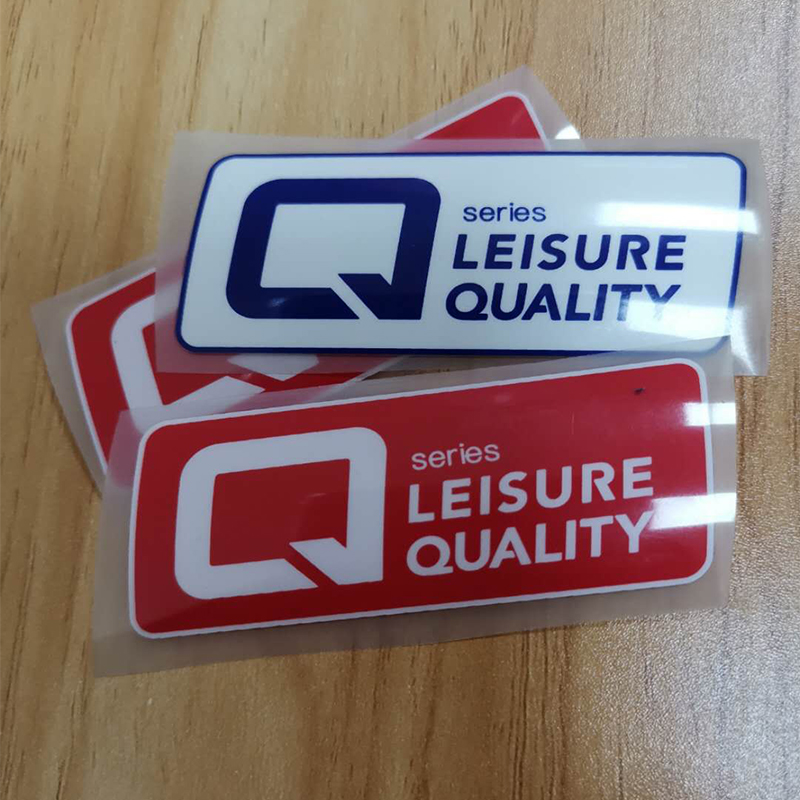 Q
series
LEISURE
QUALITY
Q
series
LEISURE
QUALITY